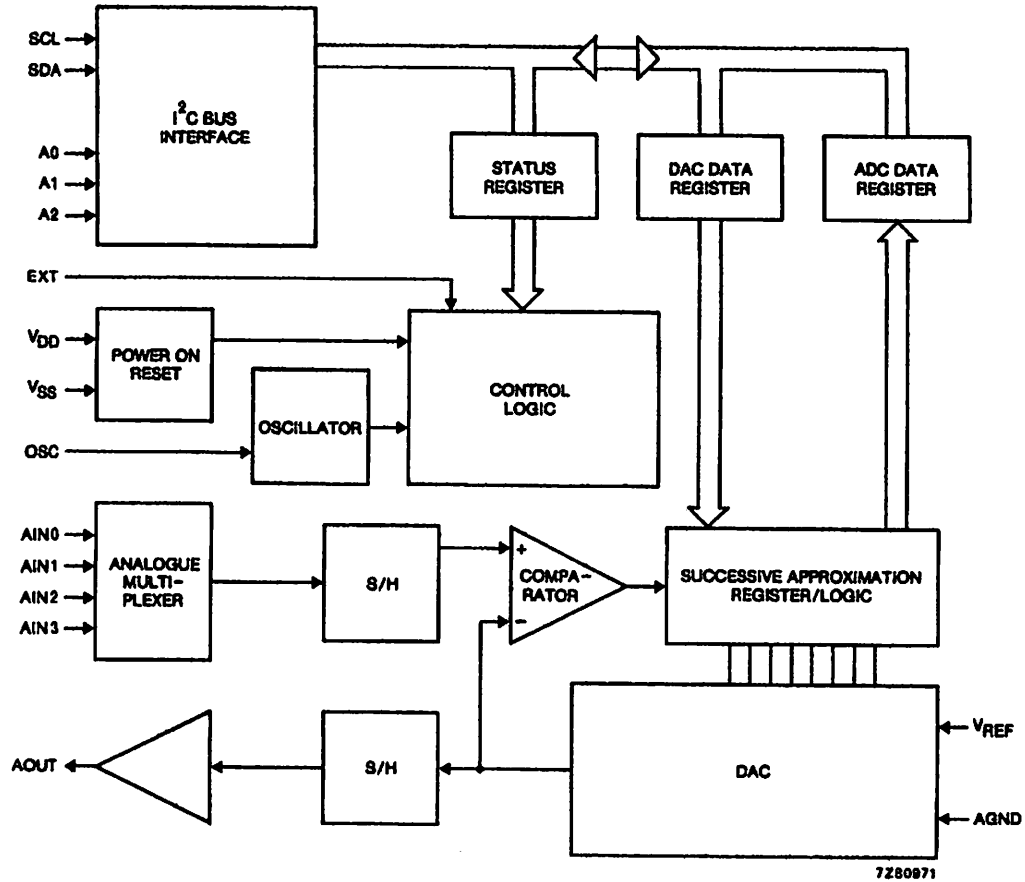 SCL
SDA
I²C BUS
INTERFACE
A0
A1
A2
STATUS
REGISTER
DAC DATA
REGISTER
ADC DATA
REGISTER
EXT
VDD
VSS
POWER ON
RESET
OSCILLATOR
OSC
CONTROL
LOGIC
AIN0
AIN1
AIN2
AIN3
ANALOGUE
MULTI-
PLEXER
S/H
+
COMPA-
RATOR
−
SUCCESSIVE APPROXIMATION
REGISTER/LOGIC
AOUT
S/H
DAC
VREF
AGND
7Z80971